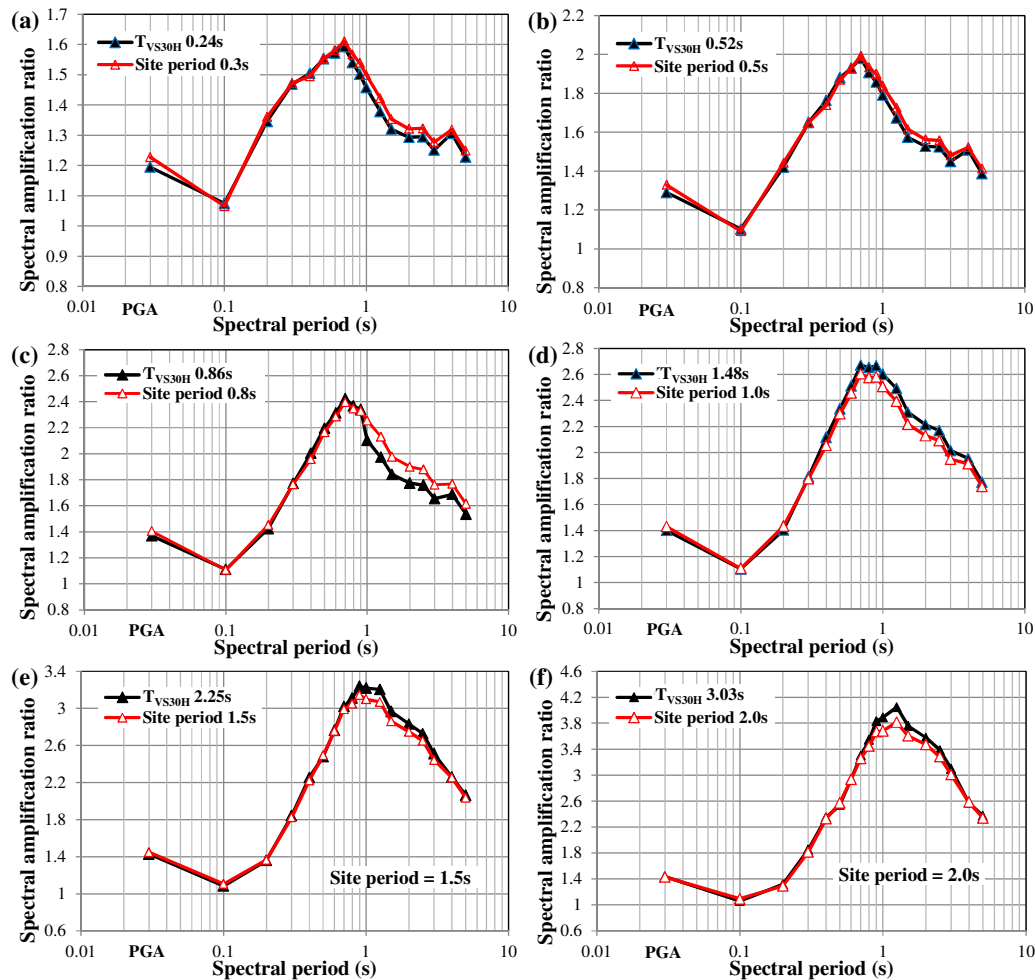 (a)
Spectral amplification ratio
1.7
1.6
1.5
1.4
1.3
1.2
1.1
1.0
0.9
0.8
TVS30H 0.24s
Site period 0.3s
0.01 PGA 0.1 1 10
Spectral period (s)
(b)
Spectral amplification ratio
2.2
2
1.8
1.6
1.4
1.2
1
0.8
TVS30H 0.52s
Site period 0.5s
0.01 PGA 0.1 1 10
Spectral period (s)
(c)
Spectral amplification ratio
2.8
2.6
2.4
2.2
2
1.8
1.6
1.4
1.2
1
0.8
TVS30H 0.86s
Site period 0.8s
0.01 PGA 0.1 1 10
Spectral period (s)
(d)
Spectral amplification ratio
2.8
2.6
2.4
2.2
2
1.8
1.6
1.4
1.2
1
0.8
TVS30H 1.48s
Site period 1.0s
0.01 PGA 0.1 1 10
Spectral period (s)
(e)
Spectral amplification ratio
3.4
3
2.6
2.2
1.8
1.4
1
0.6
TVS30H 2.25s
Site period 1.5s
Site period = 1.5s
0.01 PGA 0.1 1 10
Spectral period (s)
(f)
Spectral amplification ratio
4.6
4.2
3.8
3.4
3
2.6
2.2
1.8
1.4
1
0.6
TVS30H 3.03s
Site period 2.0s
Site period = 2.0s
0.01 PGA 0.1 1 10
Spectral period (s)